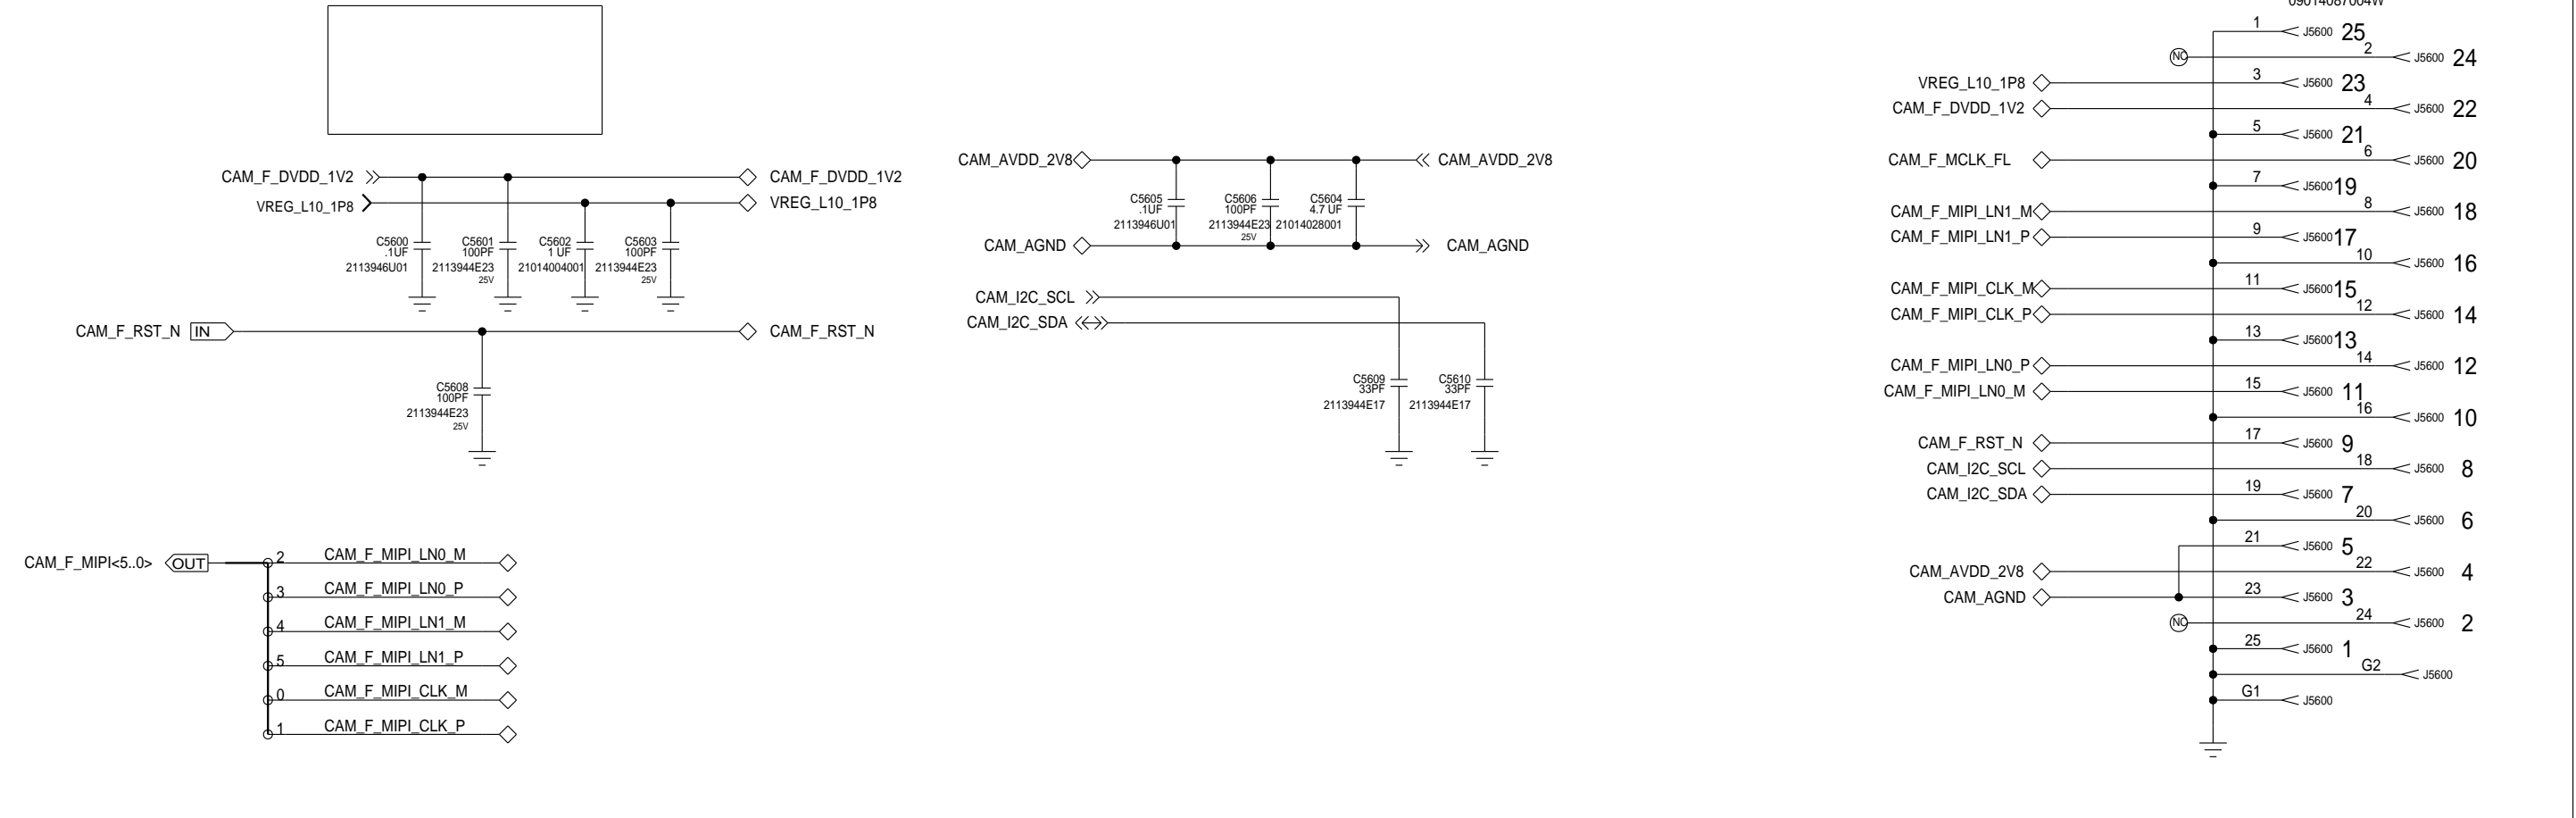 09014087004W
1 J5600 25
NC 2 J5600 24
VREG_L10_1P8 3 J5600 23
CAM_F_DVDD_1V2 4 J5600 22
5 J5600 21
CAM_F_MCLK_FL 6 J5600 20
7 J5600 19
CAM_F_MIPI_LN1_M 8 J5600 18
CAM_F_MIPI_LN1_P 9 J5600 17
10 J5600 16
CAM_F_MIPI_CLK_M 11 J5600 15
CAM_F_MIPI_CLK_P 12 J5600 14
13 J5600 13
CAM_F_MIPI_LN0_P 14 J5600 12
CAM_F_MIPI_LN0_M 15 J5600 11
16 J5600 10
CAM_F_RST_N 17 J5600 9
CAM_I2C_SCL 18 J5600 8
CAM_I2C_SDA 19 J5600 7
20 J5600 6
21 J5600 5
CAM_AVDD_2V8 22 J5600 4
CAM_AGND 23 J5600 3
NC 24 J5600 2
25 J5600 1
G2 J5600
G1 J5600
CAM_F_DVDD_1V2 CAM_F_DVDD_1V2
VREG_L10_1P8 VREG_L10_1P8
C5600 C5601 C5602 C5603
.1UF 100PF 1 UF 100PF
2113946U01 2113944E23 21014004001 2113944E23
25V 25V
CAM_F_RST_N IN CAM_F_RST_N
C5608
100PF
2113944E23
25V
CAM_AVDD_2V8 CAM_AVDD_2V8
C5605 C5606 C5604
.1UF 100PF 4.7 UF
2113946U01 2113944E23 21014028001
25V
CAM_AGND CAM_AGND
CAM_I2C_SCL
CAM_I2C_SDA
C5609 C5610
33PF 33PF
2113944E17 2113944E17
CAM_F_MIPI<5..0> OUT 2 CAM_F_MIPI_LN0_M
3 CAM_F_MIPI_LN0_P
4 CAM_F_MIPI_LN1_M
5 CAM_F_MIPI_LN1_P
0 CAM_F_MIPI_CLK_M
1 CAM_F_MIPI_CLK_P